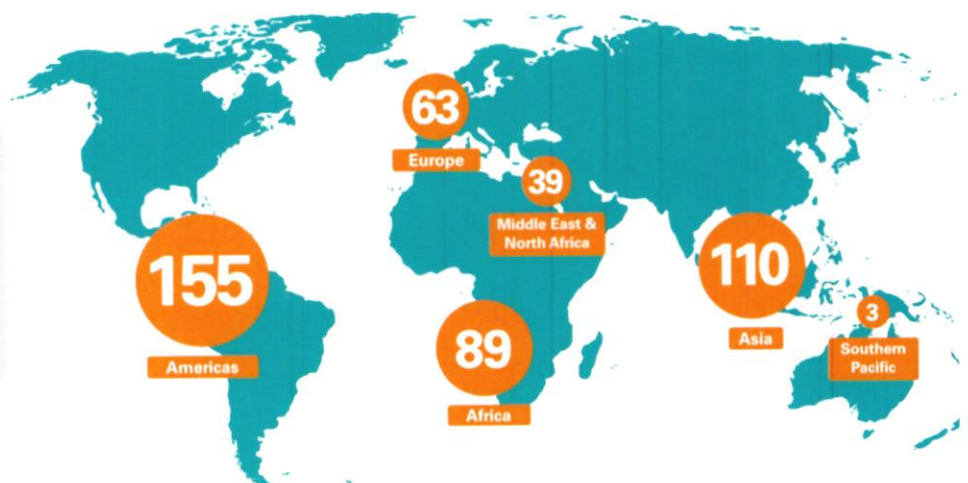 63
Europe
39
Middle East &
North Africa
155
Americas
110
Asia
3
Southern
Pacific
89
Africa